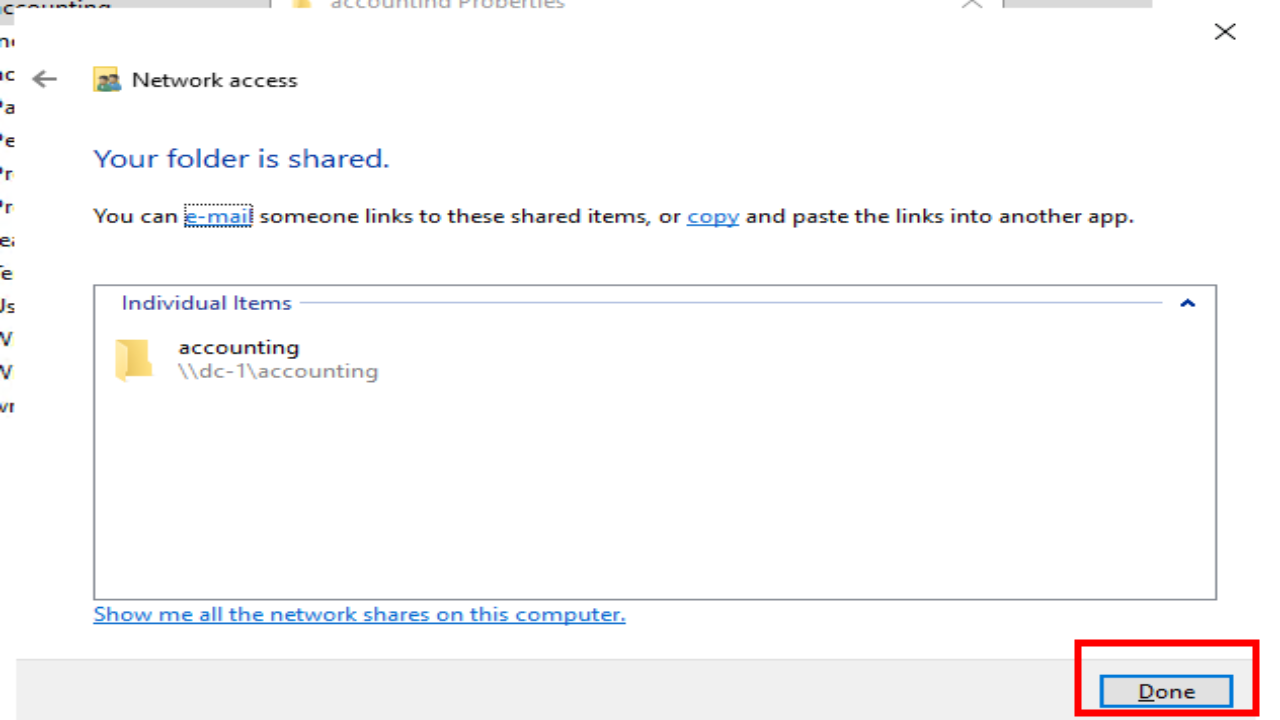 accounting Properties
Network access
Your folder is shared.
You can e-mail someone links to these shared items, or copy and paste the links into another app.
Individual Items
accounting
\\dc-1\accounting
Show me all the network shares on this computer.
Done